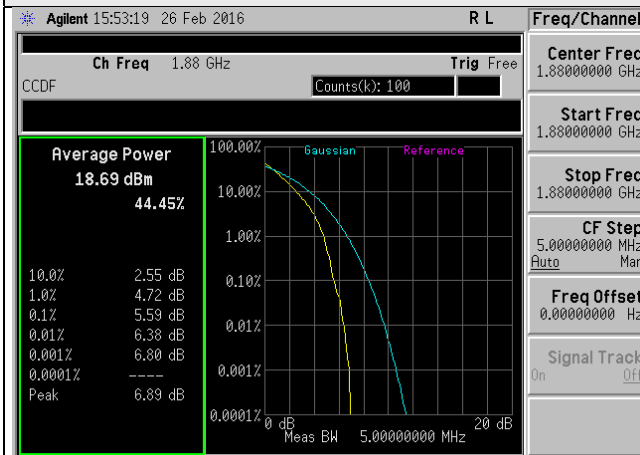 Agilent 15:53:19 26 Feb 2016 R L Freq/Channel
Ch Freq 1.88 GHz Trig Free
CCDF Counts(k): 100
Average Power
18.69 dBm
44.45%
10.0% 2.55 dB
1.0% 4.72 dB
0.1% 5.59 dB
0.01% 6.38 dB
0.001% 6.80 dB
0.0001% ----
Peak 6.89 dB
Gaussian Reference
100.00%
10.00%
1.00%
0.10%
0.01%
0.001%
0.0001%
0 dB 20 dB
Meas BW 5.00000000 MHz
Center Freq
1.88000000 GHz
Start Freq
1.88000000 GHz
Stop Freq
1.88000000 GHz
CF Step
5.00000000 MHz
Auto Man
Freq Offset
0.00000000 Hz
Signal Track
On Off